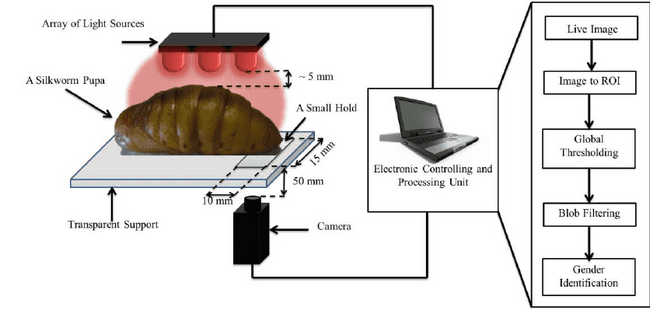 Array of Light Sources
~ 5 mm
A Silkworm Pupa
A Small Hold
15 mm
50 mm
10 mm
Transparent Support
Camera
Electronic Controlling and
Processing Unit
Live Image
Image to ROI
Global
Thresholding
Blob Filtering
Gender
Identification